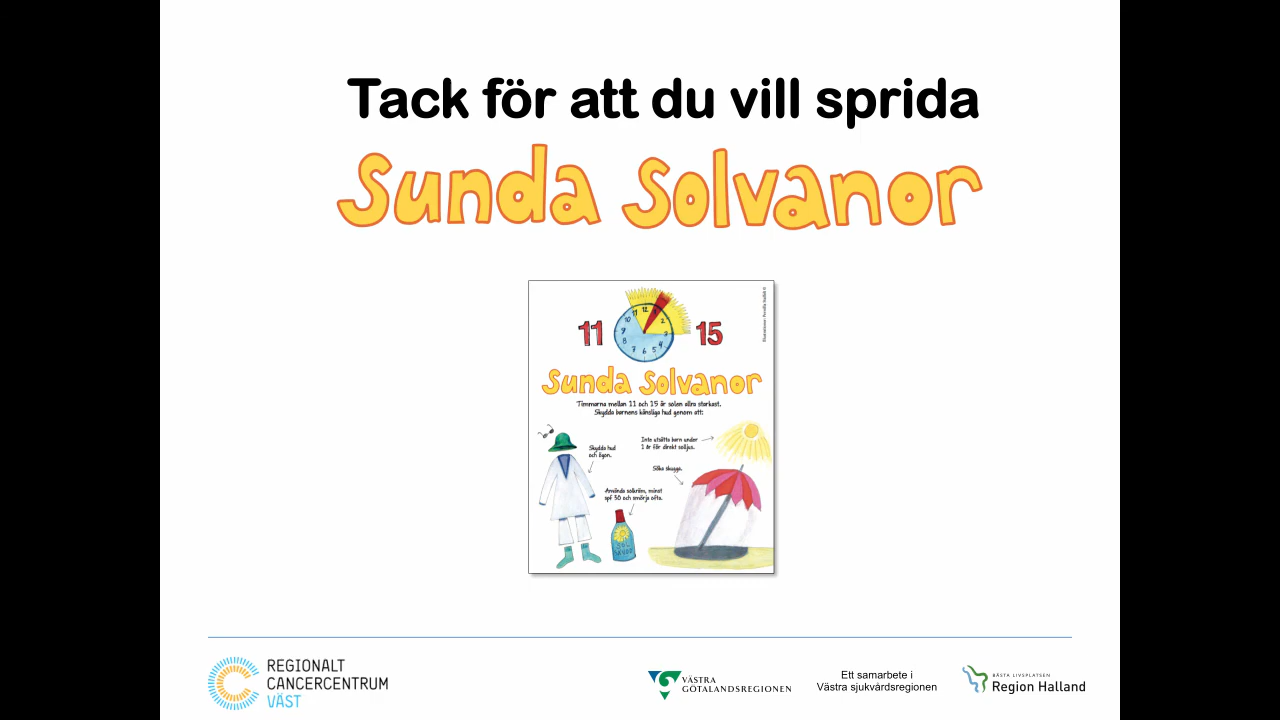 Tack för att du vill sprida
Sunda Solvanor
11
15
Sunda Solvanor
Timmarna mellan 11 och 15 är solen allra starkast.
Skydda barnens känsliga hud genom att:
Skydda hud
och ögon.
Inte utsätta barn under
1 år för direkt solljus.
Söka skugga.
Använda solkräm, minst
spf 30 och smörja ofta.
REGIONALT
CANCERCENTRUM
VÄST
VÄSTRA
GÖTALANDSREGIONEN
Ett samarbete i
Västra sjukvårdsregionen
BÄSTA LIVSPLATSEN
Region Halland